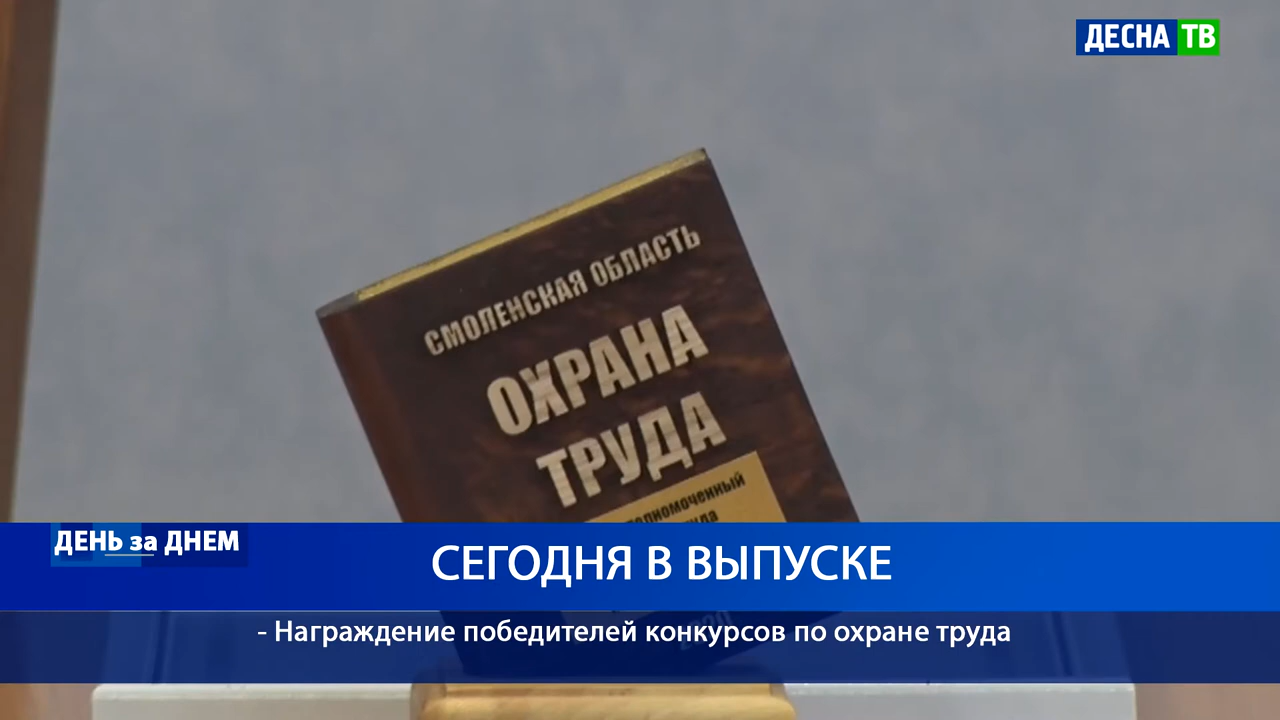 ДЕСНА ТВ
СМОЛЕНСКАЯ ОБЛАСТЬ
ОХРАНА
ТРУДА
ДЕНЬ за ДНЕМ
СЕГОДНЯ В ВЫПУСКЕ
- Награждение победителей конкурсов по охране труда